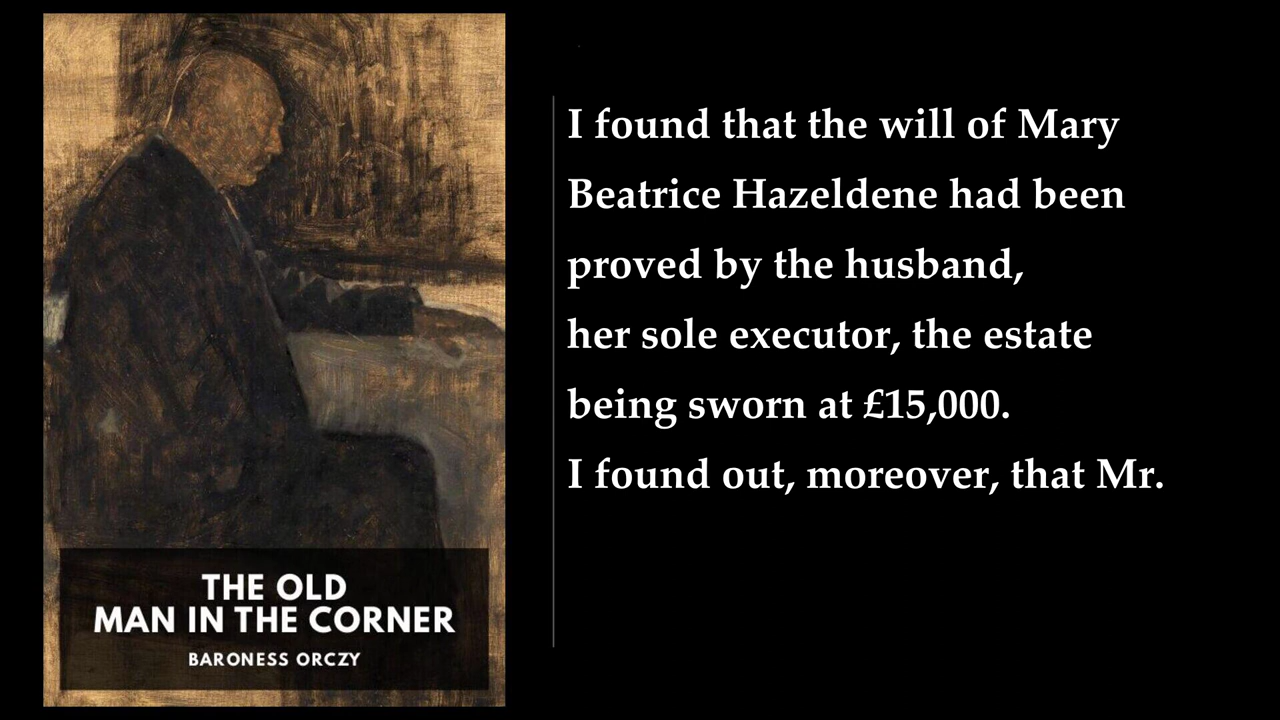 THE OLD
MAN IN THE CORNER
BARONESS ORCZY
I found that the will of Mary
Beatrice Hazeldene had been
proved by the husband,
her sole executor, the estate
being sworn at £15,000.
I found out, moreover, that Mr.